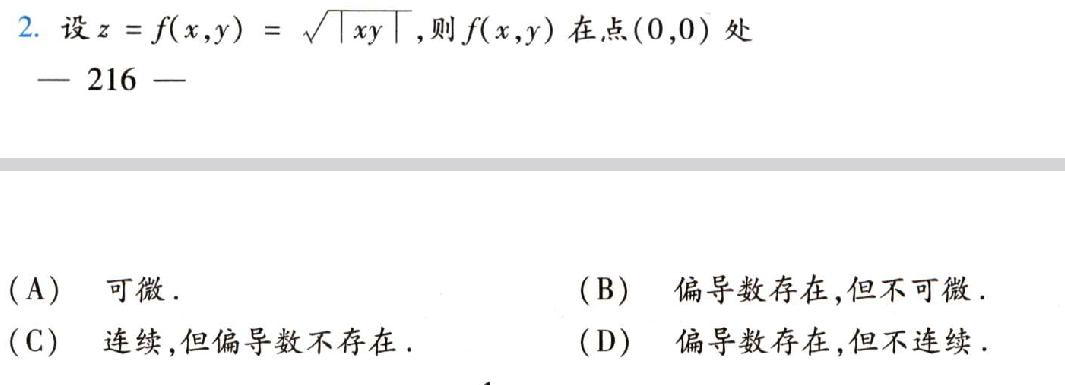 2. 设 z = f(x,y) = √|xy| ,则 f(x,y) 在点(0,0) 处
— 216 —
(A) 可微. (B) 偏导数存在,但不可微.
(C) 连续,但偏导数不存在. (D) 偏导数存在,但不连续.